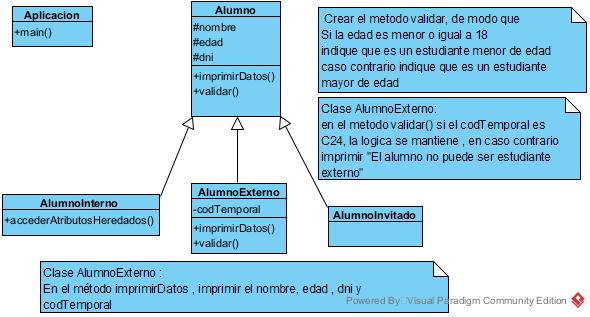 Aplicacion
+main()
Alumno
#nombre
#edad
#dni
+imprimirDatos()
+validar()
Crear el metodo validar, de modo que
Si la edad es menor o igual a 18
indique que es un estudiante menor de edad
caso contrario indique que es un estudiante
mayor de edad
Clase AlumnoExterno:
en el metodo validar() si el codTemporal es
C24, la logica se mantiene , en caso contrario
imprimir "El alumno no puede ser estudiante
externo"
AlumnoInterno
+accederAtributosHeredados()
AlumnoExterno
-codTemporal
+imprimirDatos()
+validar()
AlumnoInvitado
Clase AlumnoExterno :
En el método imprimirDatos , imprimir el nombre, edad , dni y
codTemporal
Powered By: Visual Paradigm Community Edition